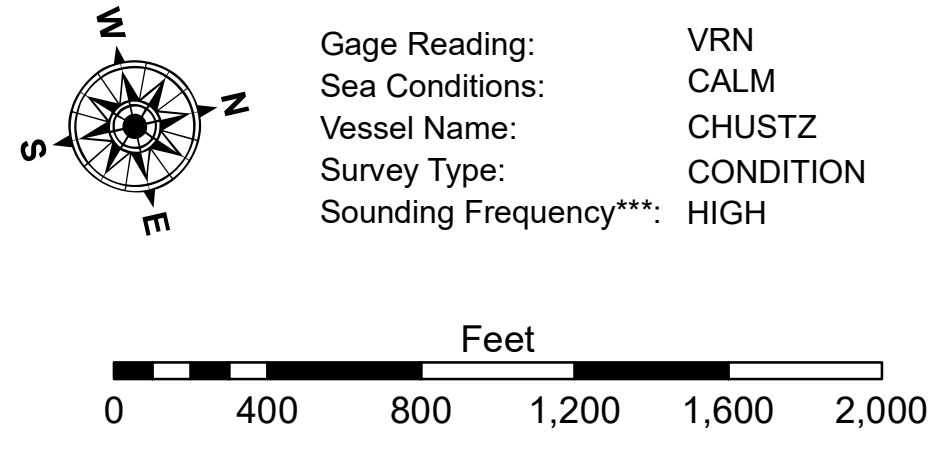 W
N
S
E
Gage Reading: VRN
Sea Conditions: CALM
Vessel Name: CHUSTZ
Survey Type: CONDITION
Sounding Frequency***: HIGH
Feet
0 400 800 1,200 1,600 2,000